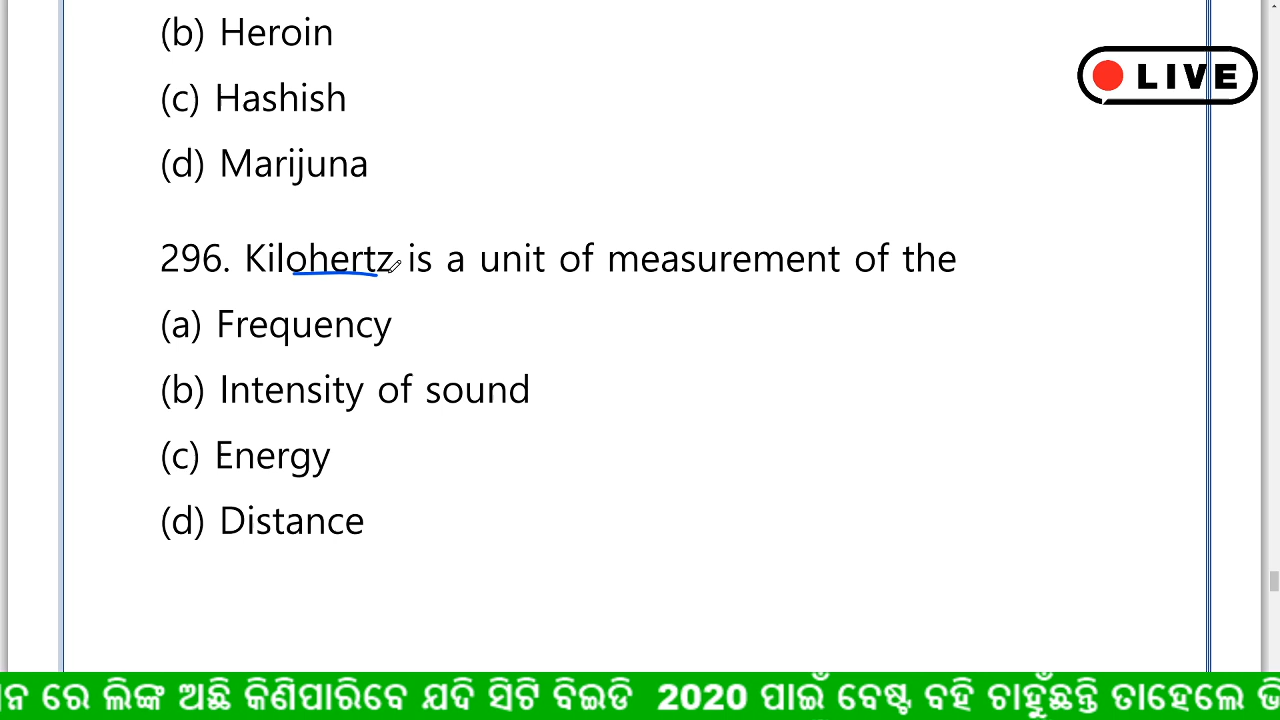 (b) Heroin
LIVE
(c) Hashish
(d) Marijuna
296. Kilohertz is a unit of measurement of the
(a) Frequency
(b) Intensity of sound
(c) Energy
(d) Distance
ରେ ଲିଙ୍କ ଅଛି କିଣିପାରିବେ ଯଦି ସିଟି ବିଇଡି 2020 ପାଇଁ ବେଷ୍ଟ ବହି ଚାହୁଁଛନ୍ତି ତାହେଲେ